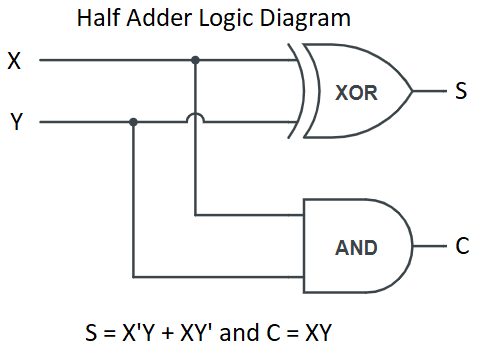 Half Adder Logic Diagram
X
XOR
S
Y
AND
C
S = X'Y + XY' and C = XY